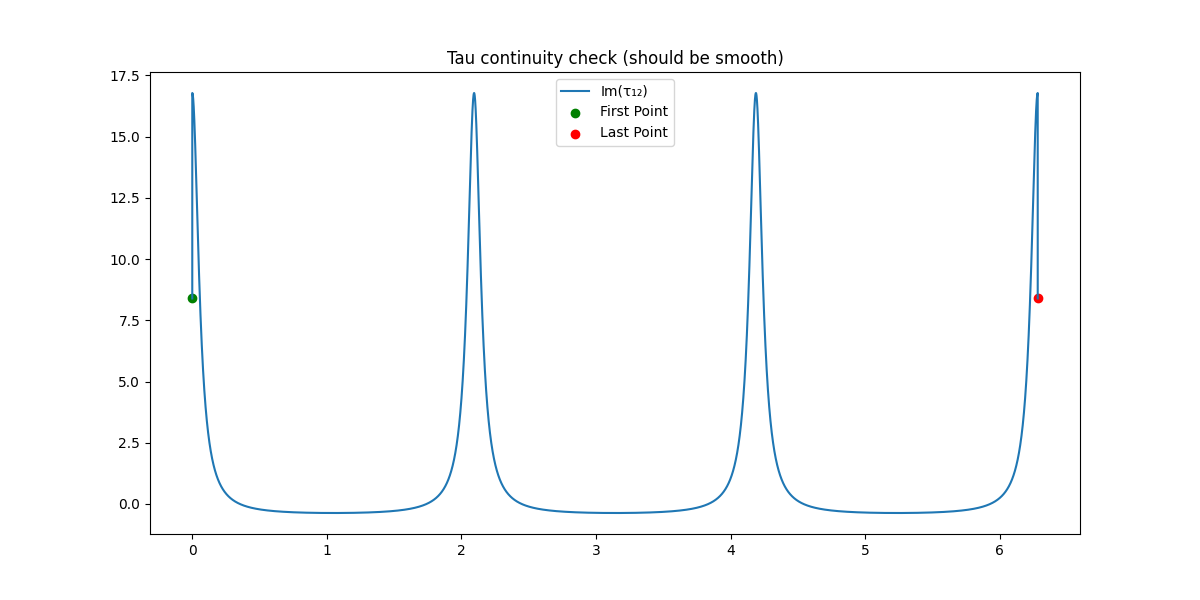 Tau continuity check (should be smooth)
17.5
15.0
12.5
10.0
7.5
5.0
2.5
0.0
Im(τ₁₂)
First Point
Last Point
0 1 2 3 4 5 6